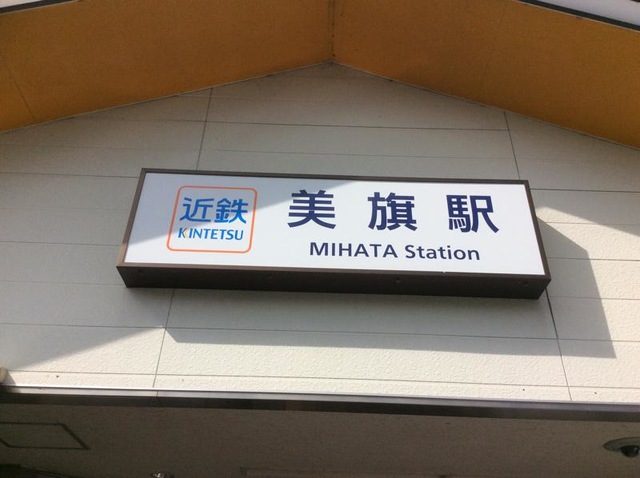 近鉄
KINTETSU
美旗駅
MIHATA Station